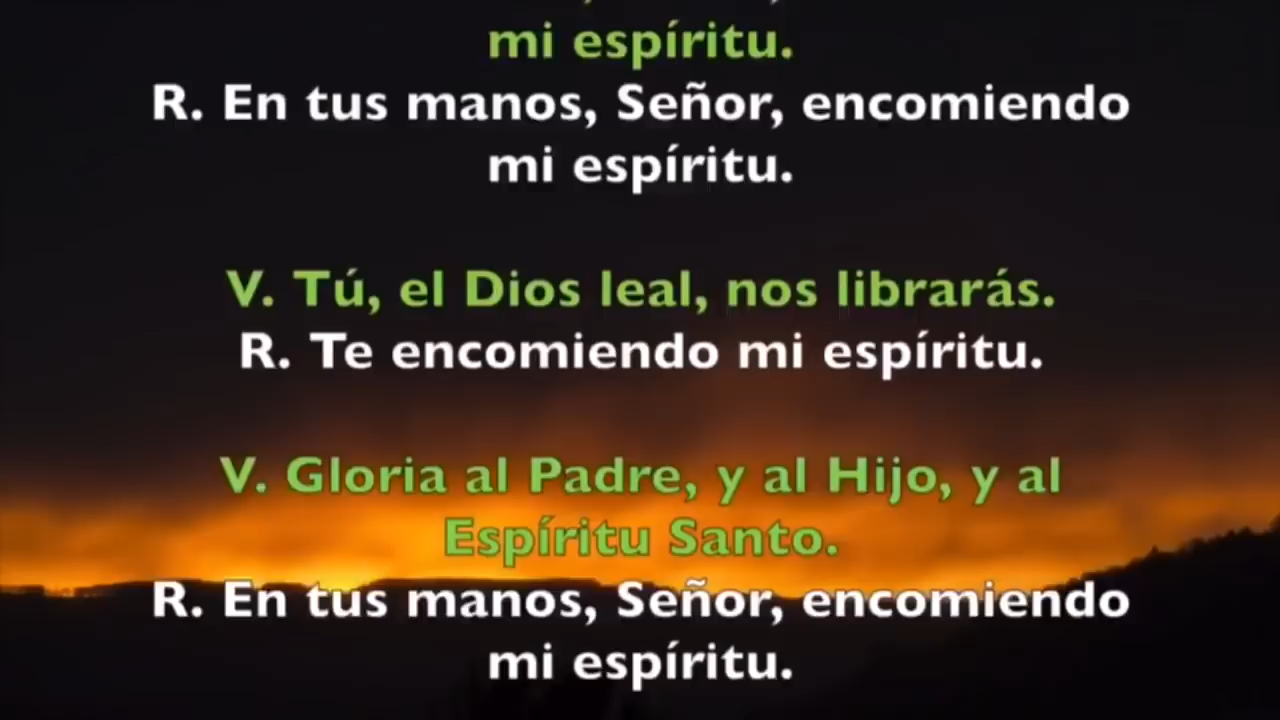 mi espíritu.
R. En tus manos, Señor, encomiendo
mi espíritu.
V. Tú, el Dios leal, nos librarás.
R. Te encomiendo mi espíritu.
V. Gloria al Padre, y al Hijo, y al
Espíritu Santo.
R. En tus manos, Señor, encomiendo
mi espíritu.